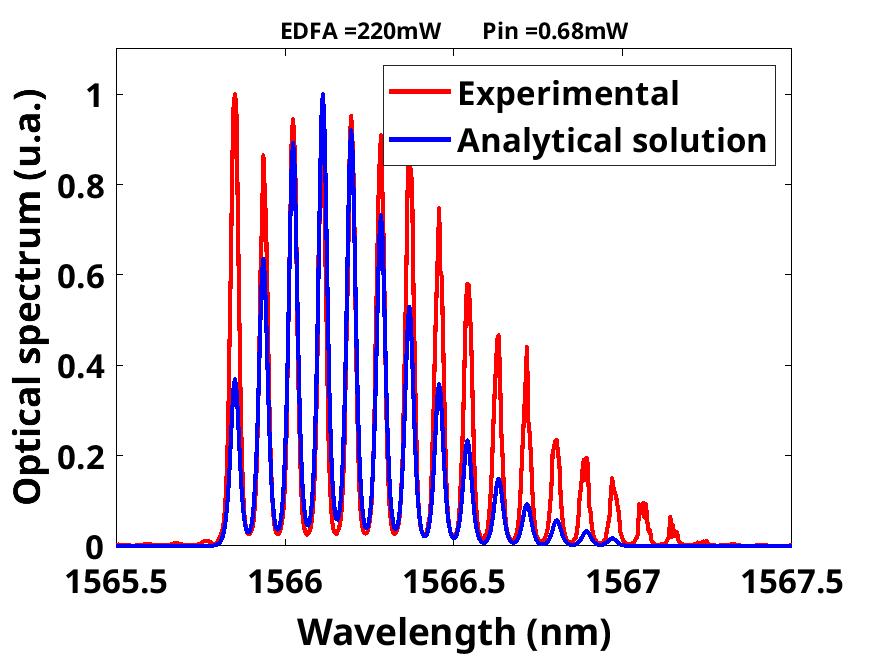 EDFA =220mW Pin =0.68mW
Experimental
Analytical solution
Optical spectrum (u.a.)
1
0.8
0.6
0.4
0.2
0
1565.5 1566 1566.5 1567 1567.5
Wavelength (nm)